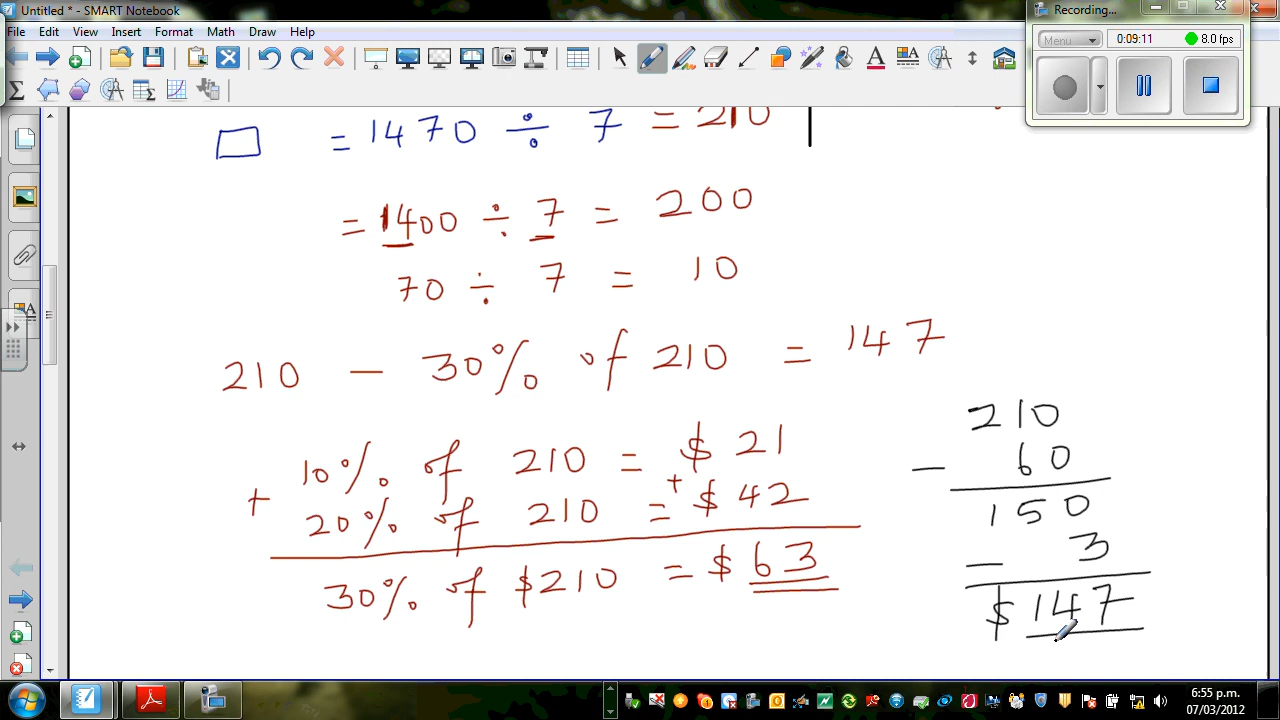 Untitled * - SMART Notebook
Recording...
File Edit View Insert Format Math Draw Help
Menu
00:09:11
8.0 fps
= 1470 ÷ 7 = 210
= 1400 ÷ 7 = 200
70 ÷ 7 = 10
210 - 30% of 210 = 147
10% of 210 = $ 21
+ 20% of 210 = + $ 42
30% of $210 = $ 63
210
- 60
150
- 3
$ 147
6:55 p.m.
07/03/2012